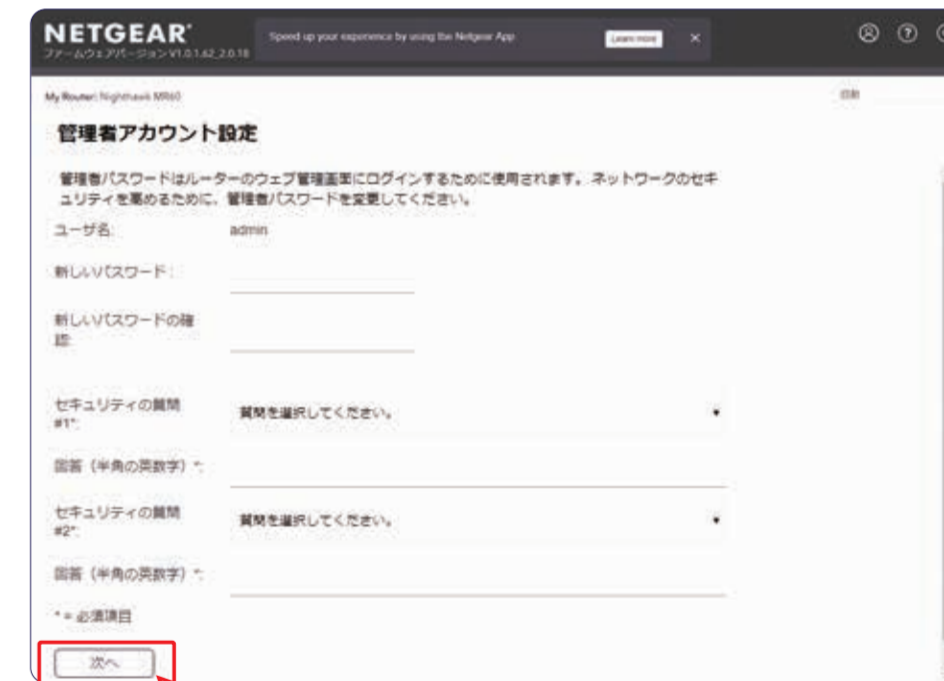 NETGEAR
Speed up your experience by using the Netgear App
Learn more
×
ファームウェアバージョン V1.0.1.62_2.0.18
My Router: Nighthawk MR60
日本
管理者アカウント設定
管理者パスワードはルーターのウェブ管理画面にログインするために使用されます。ネットワークのセキ
ュリティを高めるために、管理者パスワードを変更してください。
ユーザ名: admin
新しいパスワード :
新しいパスワードの確
認:
セキュリティの質問
#1*:
質問を選択してください。
回答（半角の英数字）*:
セキュリティの質問
#2*:
質問を選択してください。
回答（半角の英数字）*:
* = 必須項目
次へ